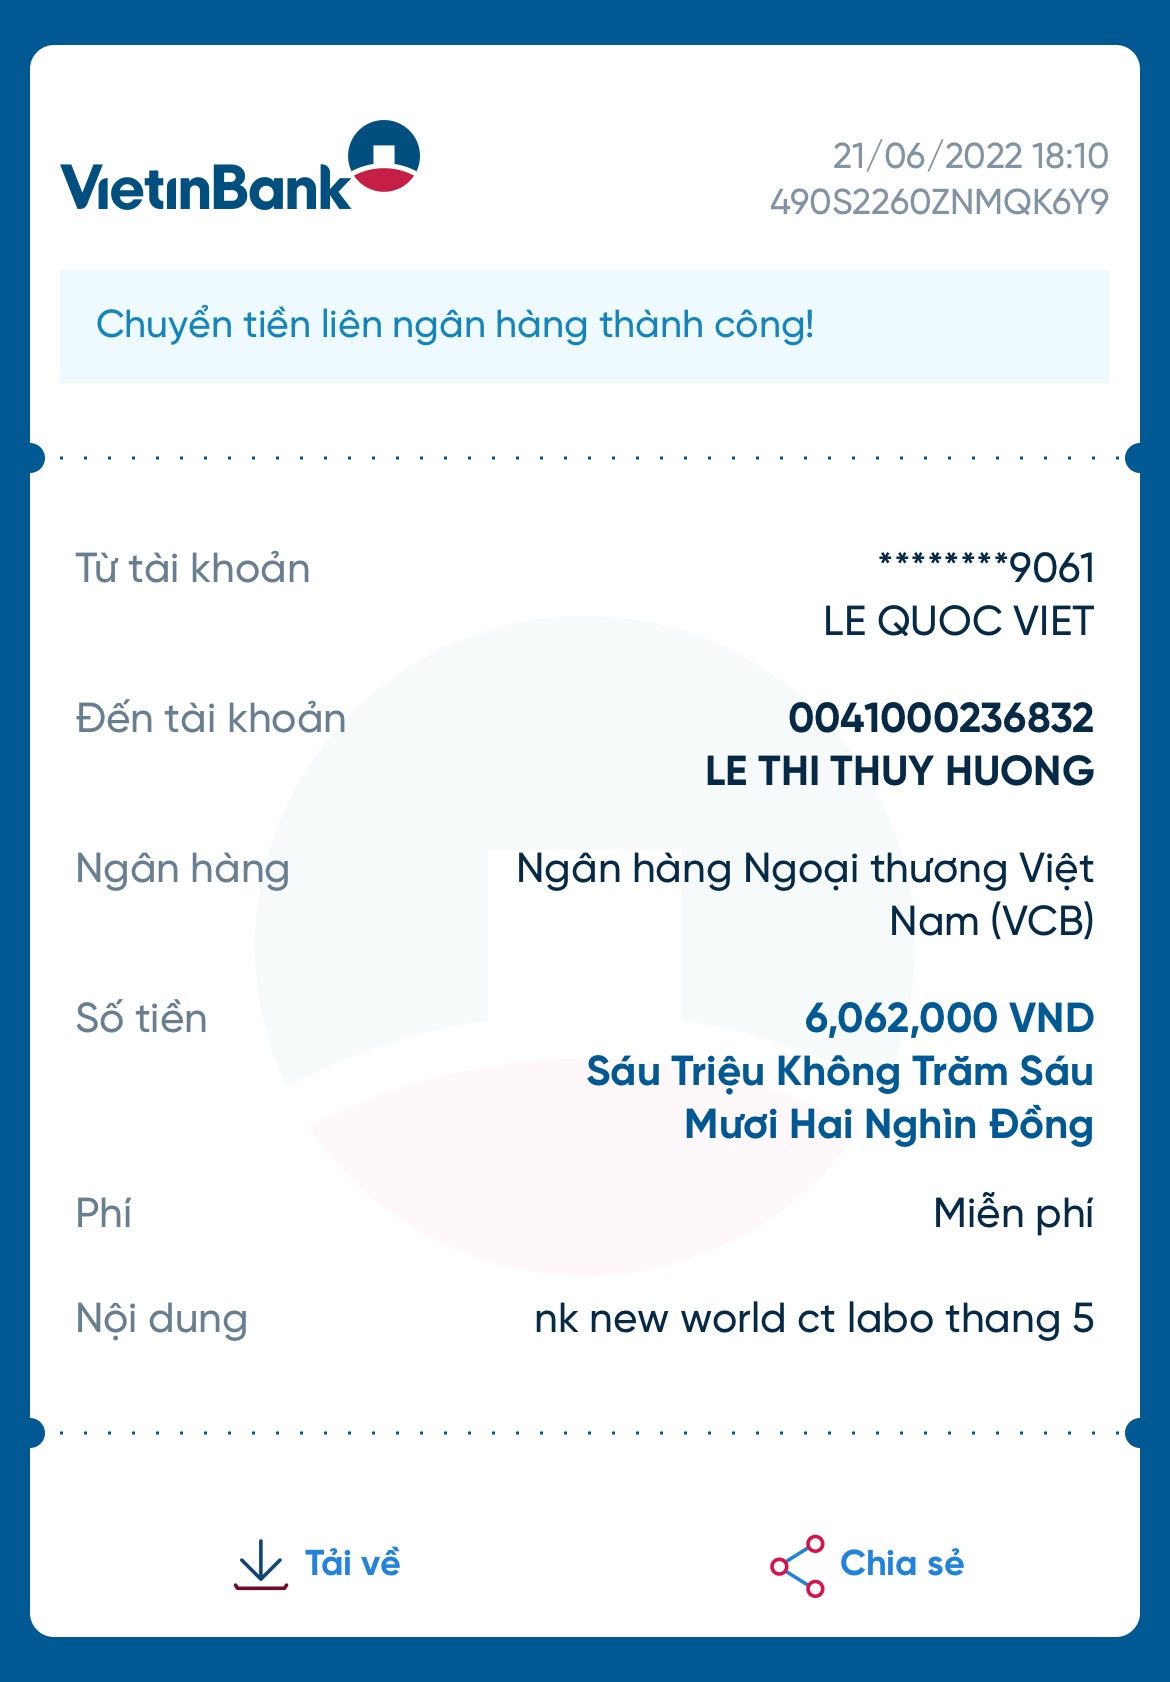 VietinBank
21/06/2022 18:10
490S2260ZNMQK6Y9
Chuyển tiền liên ngân hàng thành công!
Từ tài khoản
********9061
LE QUOC VIET
Đến tài khoản
0041000236832
LE THI THUY HUONG
Ngân hàng
Ngân hàng Ngoại thương Việt
Nam (VCB)
Số tiền
6,062,000 VND
Sáu Triệu Không Trăm Sáu
Mươi Hai Nghìn Đồng
Phí
Miễn phí
Nội dung
nk new world ct labo thang 5
Tải về
Chia sẻ